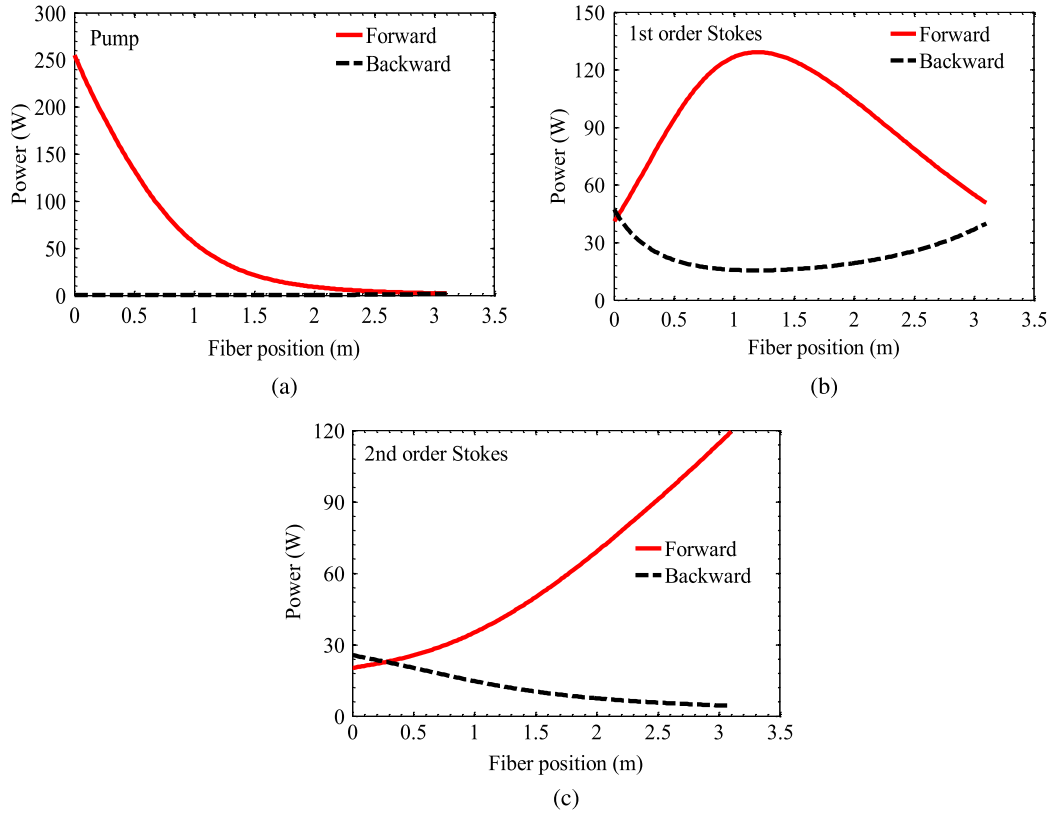 Pump
Forward
Backward
300
250
200
150
100
50
0
Power (W)
0 0.5 1 1.5 2 2.5 3 3.5
Fiber position (m)
(a)
1st order Stokes
Forward
Backward
150
120
90
60
30
0
Power (W)
0 0.5 1 1.5 2 2.5 3 3.5
Fiber position (m)
(b)
2nd order Stokes
Forward
Backward
120
90
60
30
0
Power (W)
0 0.5 1 1.5 2 2.5 3 3.5
Fiber position (m)
(c)